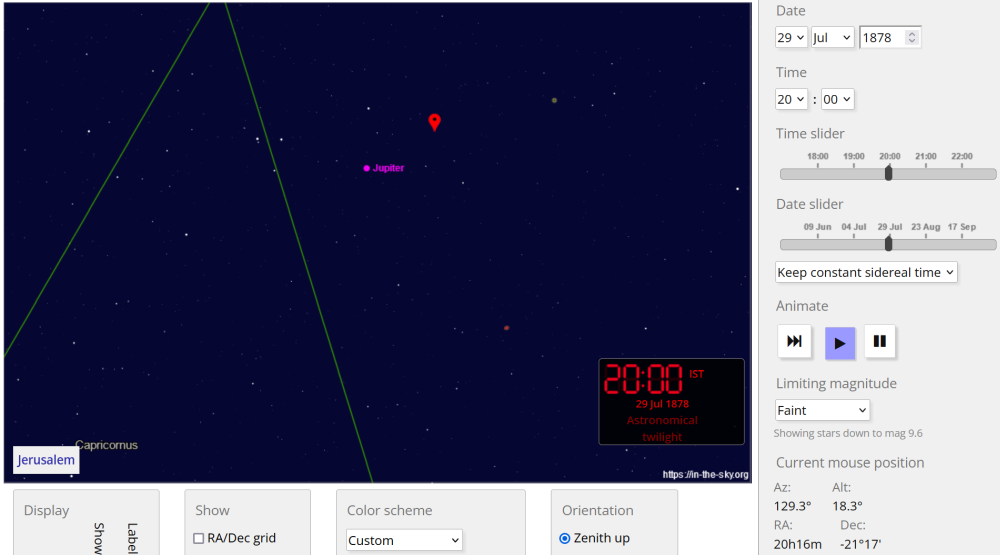 Jupiter
Capricornus
Jerusalem
20:00 IST
29 Jul 1878
Astronomical
twilight
https://in-the-sky.org
Date
29 Jul 1878
Time
20 : 00
Time slider
18:00 19:00 20:00 21:00 22:00
Date slider
09 Jun 04 Jul 29 Jul 23 Aug 17 Sep
Keep constant sidereal time
Animate
Limiting magnitude
Faint
Showing stars down to mag 9.6
Current mouse position
Az: Alt:
129.3° 18.3°
RA: Dec:
20h16m -21°17'
Display
Show
Label
Show
RA/Dec grid
Color scheme
Custom
Orientation
Zenith up